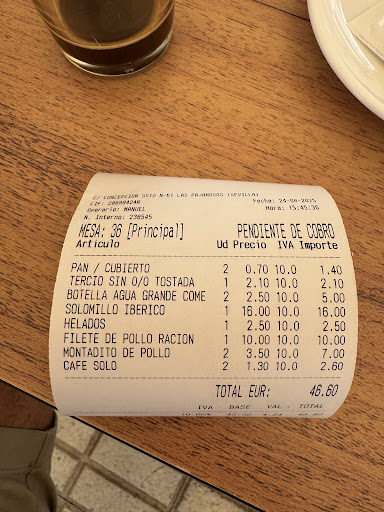 C/ CONCEPCION SOTO N-61 LAS PAJANOSAS (SEVILLA)
CIF: 28698424Q
Operario: MANUEL
N. Interno: 238545
Fecha: 24-08-2025
Hora: 15:45:36
MESA: 36 [Principal] PENDIENTE DE COBRO
Articulo Ud Precio IVA Importe
PAN / CUBIERTO 2 0.70 10.0 1.40
TERCIO SIN 0/0 TOSTADA 1 2.10 10.0 2.10
BOTELLA AGUA GRANDE COME 2 2.50 10.0 5.00
SOLOMILLO IBERICO 1 16.00 10.0 16.00
HELADOS 1 2.50 10.0 2.50
FILETE DE POLLO RACION 1 10.00 10.0 10.00
MONTADITO DE POLLO 2 3.50 10.0 7.00
CAFE SOLO 2 1.30 10.0 2.60
TOTAL EUR: 46.60
IVA BASE VAL. TOTAL